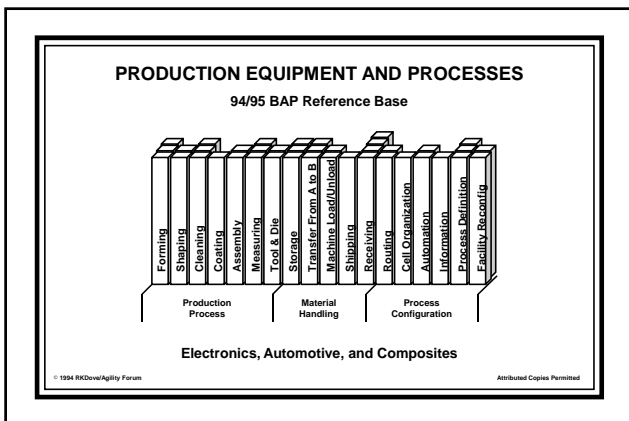 PRODUCTION EQUIPMENT AND PROCESSES
94/95 BAP Reference Base
Forming
Shaping
Cleaning
Coating
Assembly
Measuring
Tool & Die
Storage
Transfer From A to B
Machine Load/Unload
Shipping
Receiving
Routing
Cell Organization
Automation
Information
Process Definition
Facility Reconfig
Production
Process
Material
Handling
Process
Configuration
Electronics, Automotive, and Composites
© 1994 RKDove/Agility Forum
Attributed Copies Permitted